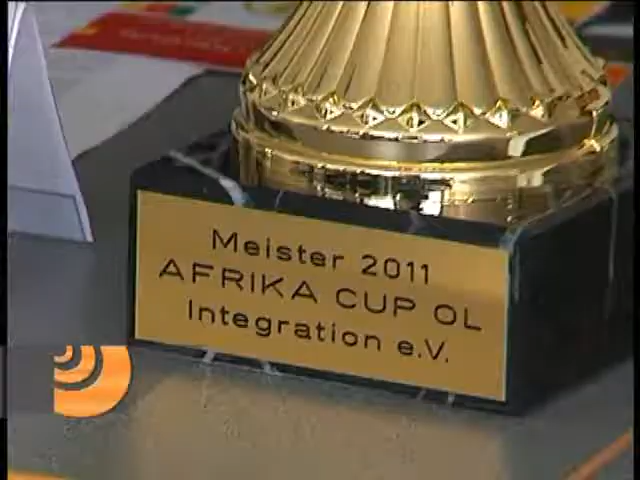 Meister 2011
AFRIKA CUP OL
Integration e.V.